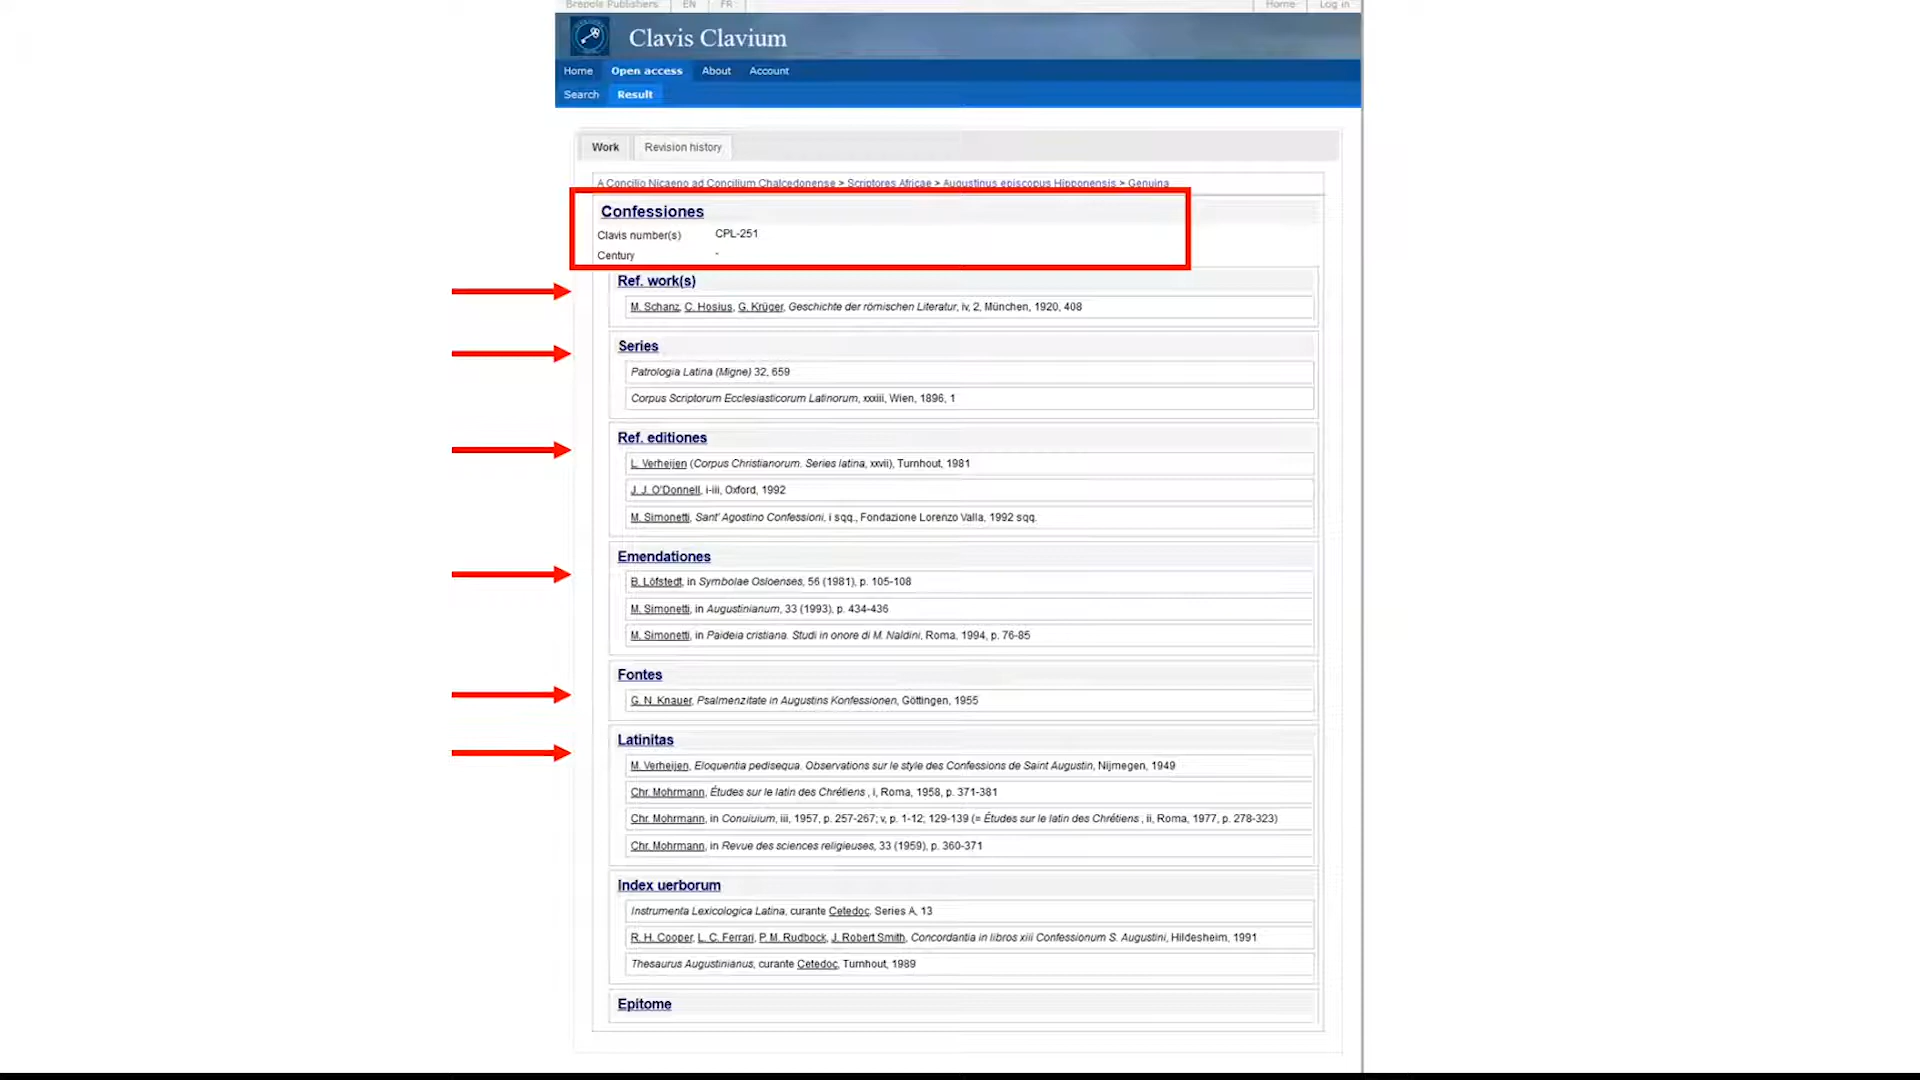 Brepols Publishers EN FR Home Log in
Clavis Clavium
Home Open access About Account
Search Result
Work Revision history
A Concilio Nicaeno ad Concilium Chalcedonense > Scriptores Africae > Augustinus episcopus Hipponensis > Genuina
Confessiones
Clavis number(s) CPL-251
Century -
Ref. work(s)
M. Schanz, C. Hosius, G. Krüger, Geschichte der römischen Literatur, iv, 2, München, 1920, 408
Series
Patrologia Latina (Migne) 32, 659
Corpus Scriptorum Ecclesiasticorum Latinorum, xxxiii, Wien, 1896, 1
Ref. editiones
L. Verheijen (Corpus Christianorum. Series latina, xxvii), Turnhout, 1981
J. J. O'Donnell, i-iii, Oxford, 1992
M. Simonetti, Sant' Agostino Confessioni, i sqq., Fondazione Lorenzo Valla, 1992 sqq.
Emendationes
B. Löfstedt, in Symbolae Osloenses, 56 (1981), p. 105-108
M. Simonetti, in Augustinianum, 33 (1993), p. 434-436
M. Simonetti, in Paideia cristiana. Studi in onore di M. Naldini, Roma, 1994, p. 76-85
Fontes
G. N. Knauer, Psalmenzitate in Augustins Konfessionen, Göttingen, 1955
Latinitas
M. Verheijen, Eloquentia pedisequa. Observations sur le style des Confessions de Saint Augustin, Nijmegen, 1949
Chr. Mohrmann, Études sur le latin des Chrétiens , i, Roma, 1958, p. 371-381
Chr. Mohrmann, in Conuiuium, iii, 1957, p. 257-267; v, p. 1-12; 129-139 (= Études sur le latin des Chrétiens , ii, Roma, 1977, p. 278-323)
Chr. Mohrmann, in Revue des sciences religieuses, 33 (1959), p. 360-371
Index uerborum
Instrumenta Lexicologica Latina, curante Cetedoc. Series A, 13
R. H. Cooper, L. C. Ferrari, P. M. Rudbock, J. Robert Smith, Concordantia in libros xiii Confessionum S. Augustini, Hildesheim, 1991
Thesaurus Augustinianus, curante Cetedoc, Turnhout, 1989
Epitome